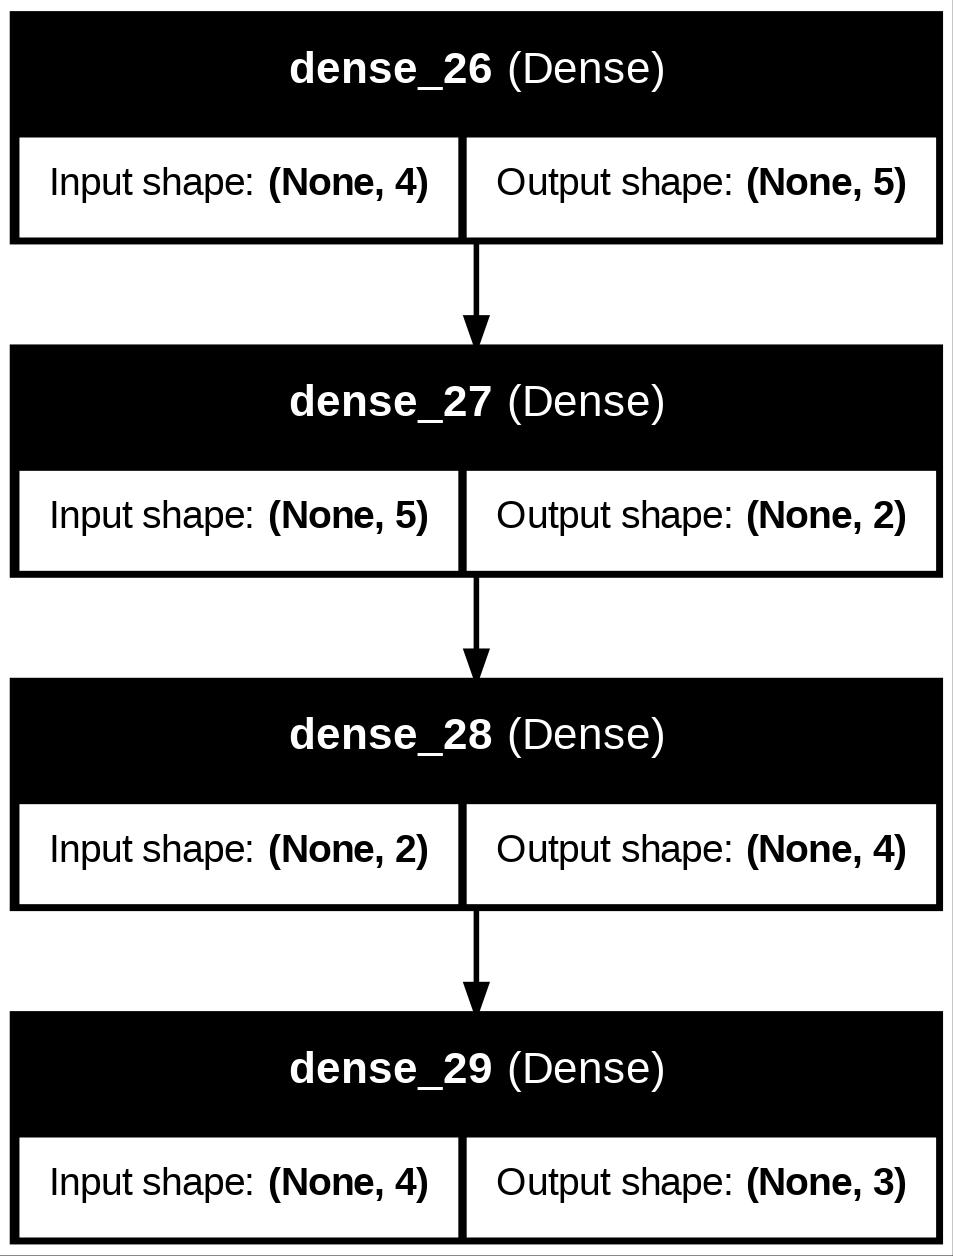 dense_26 (Dense)
Input shape: (None, 4) Output shape: (None, 5)
dense_27 (Dense)
Input shape: (None, 5) Output shape: (None, 2)
dense_28 (Dense)
Input shape: (None, 2) Output shape: (None, 4)
dense_29 (Dense)
Input shape: (None, 4) Output shape: (None, 3)